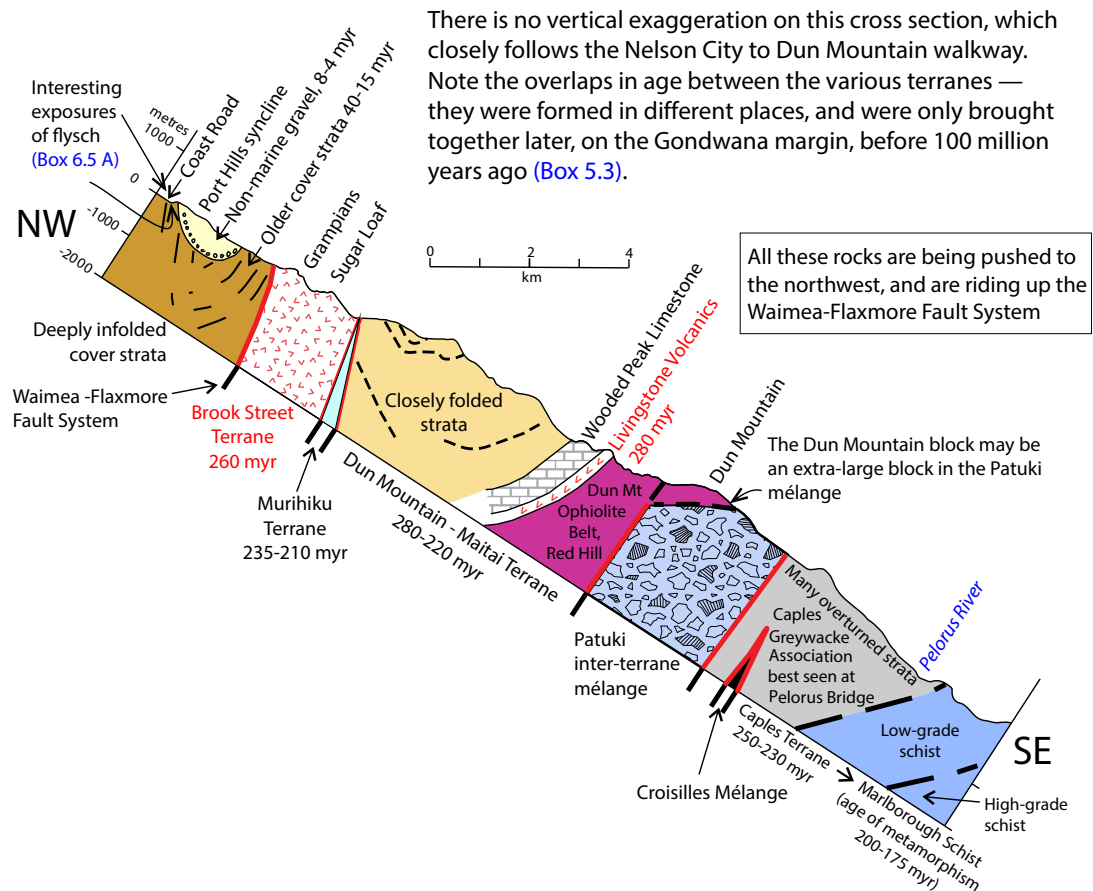 There is no vertical exaggeration on this cross section, which
closely follows the Nelson City to Dun Mountain walkway.
Note the overlaps in age between the various terranes —
they were formed in different places, and were only brought
together later, on the Gondwana margin, before 100 million
years ago (Box 5.3).
Interesting
exposures
of flysch
(Box 6.5 A)
metres
1000
0
-1000
-2000
NW
Coast Road
Port Hills syncline
Non-marine gravel, 8-4 myr
Older cover strata 40-15 myr
Grampians
Sugar Loaf
0
2
4
km
All these rocks are being pushed to
the northwest, and are riding up the
Waimea-Flaxmore Fault System
Deeply infolded
cover strata
Waimea -Flaxmore
Fault System
Brook Street
Terrane
260 myr
Murihiku
Terrane
235-210 myr
Closely folded
strata
Dun Mountain - Maitai Terrane
280-220 myr
Wooded Peak Limestone
Livingstone Volcanics
280 myr
Dun Mountain
The Dun Mountain block may be
an extra-large block in the Patuki
mélange
Dun Mt
Ophiolite
Belt,
Red Hill
Patuki
inter-terrane
mélange
Many overturned strata
Caples
Greywacke
Association
best seen at
Pelorus Bridge
Pelorus River
Croisilles Mélange
Caples Terrane
250-230 myr
Low-grade
schist
SE
High-grade
schist
Marlborough Schist
(age of metamorphism
200-175 myr)